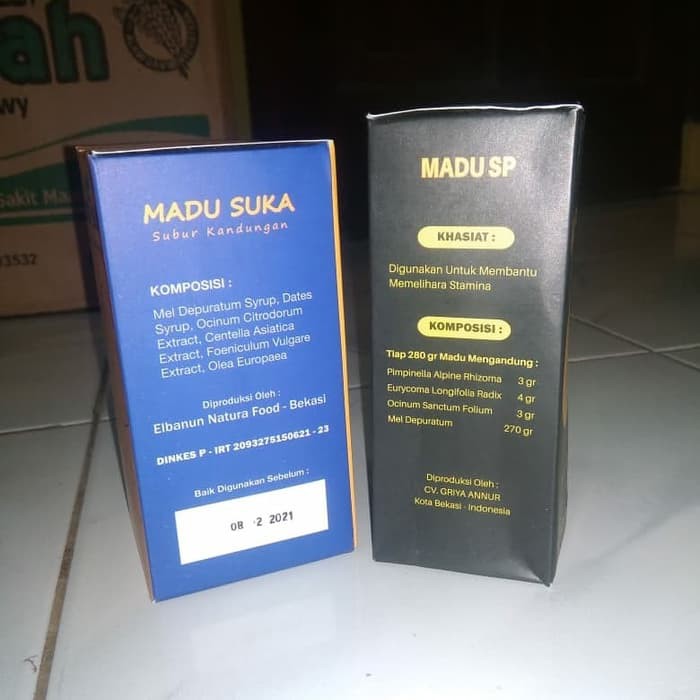 ah
wy
Sakit
3532
MADU SUKA
Subur Kandungan
KOMPOSISI :
Mel Depuratum Syrup, Dates
Syrup, Ocinum Citrodorum
Extract, Centella Asiatica
Extract, Foeniculum Vulgare
Extract, Olea Europaea
Diproduksi Oleh :
Elbanun Natura Food - Bekasi
DINKES P - IRT 2093275150621 - 23
Baik Digunakan Sebelum :
08 2 2021
MADU SP
KHASIAT :
Digunakan Untuk Membantu
Memelihara Stamina
KOMPOSISI :
Tiap 280 gr Madu Mengandung :
Pimpinella Alpine Rhizoma 3 gr
Eurycoma Longifolia Radix 4 gr
Ocinum Sanctum Folium 3 gr
Mel Depuratum 270 gr
Diproduksi Oleh :
CV. GRIYA ANNUR
Kota Bekasi - Indonesia